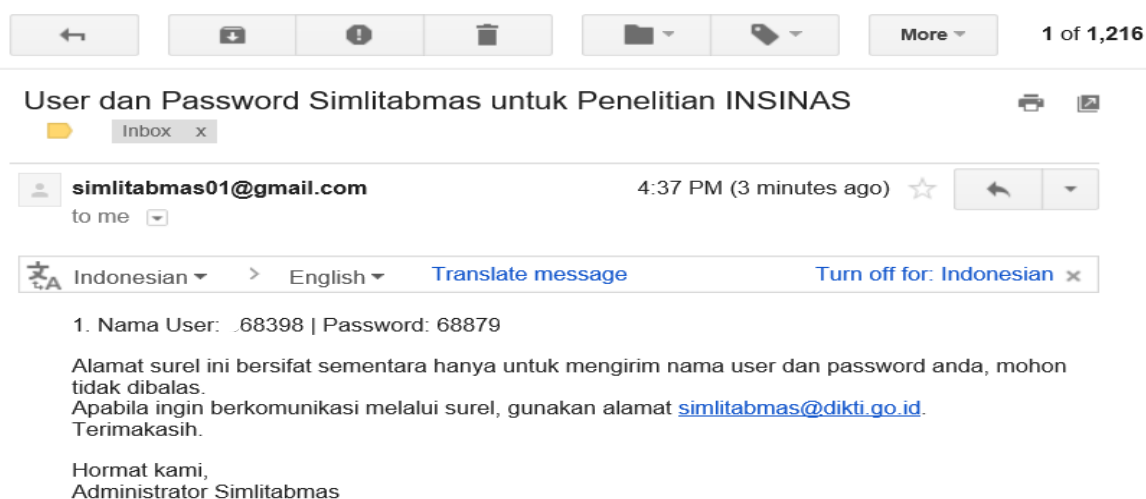 More
1 of 1,216
User dan Password Simlitabmas untuk Penelitian INSINAS
Inbox x
simlitabmas01@gmail.com 4:37 PM (3 minutes ago)
to me
Indonesian > English Translate message Turn off for: Indonesian x
1. Nama User: 68398 | Password: 68879
Alamat surel ini bersifat sementara hanya untuk mengirim nama user dan password anda, mohon
tidak dibalas.
Apabila ingin berkomunikasi melalui surel, gunakan alamat simlitabmas@dikti.go.id.
Terimakasih.
Hormat kami,
Administrator Simlitabmas